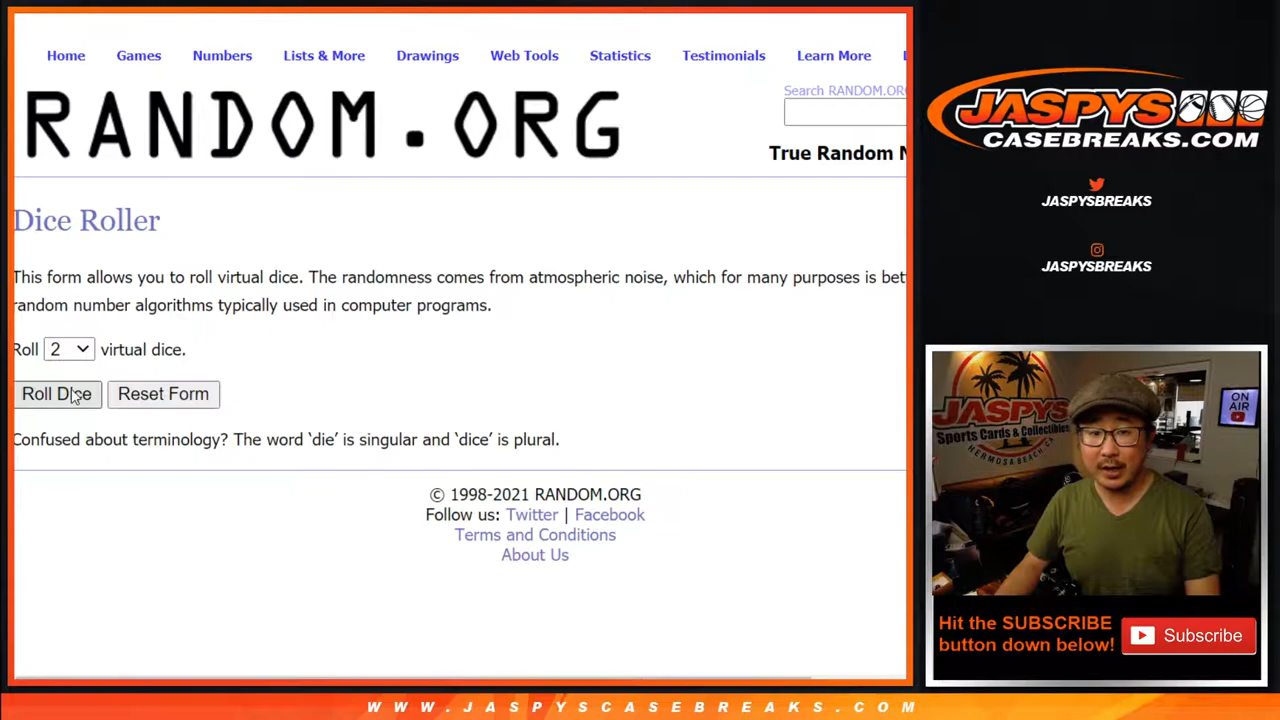 Home Games Numbers Lists & More Drawings Web Tools Statistics Testimonials Learn More
RANDOM.ORG
Search RANDOM.ORG
True Random N
Dice Roller
This form allows you to roll virtual dice. The randomness comes from atmospheric noise, which for many purposes is bet
random number algorithms typically used in computer programs.
Roll 2 virtual dice.
Roll Dice Reset Form
Confused about terminology? The word ‘die’ is singular and ‘dice’ is plural.
© 1998-2021 RANDOM.ORG
Follow us: Twitter | Facebook
Terms and Conditions
About Us
JASPYS
CASEBREAKS.COM
JASPYSBREAKS
JASPYSBREAKS
JASPYS
Sports Cards & Collectibles
HERMOSA BEACH, CA
ON
AIR
Hit the SUBSCRIBE
button down below!
Subscribe
WWW.JASPYSCASEBREAKS.COM